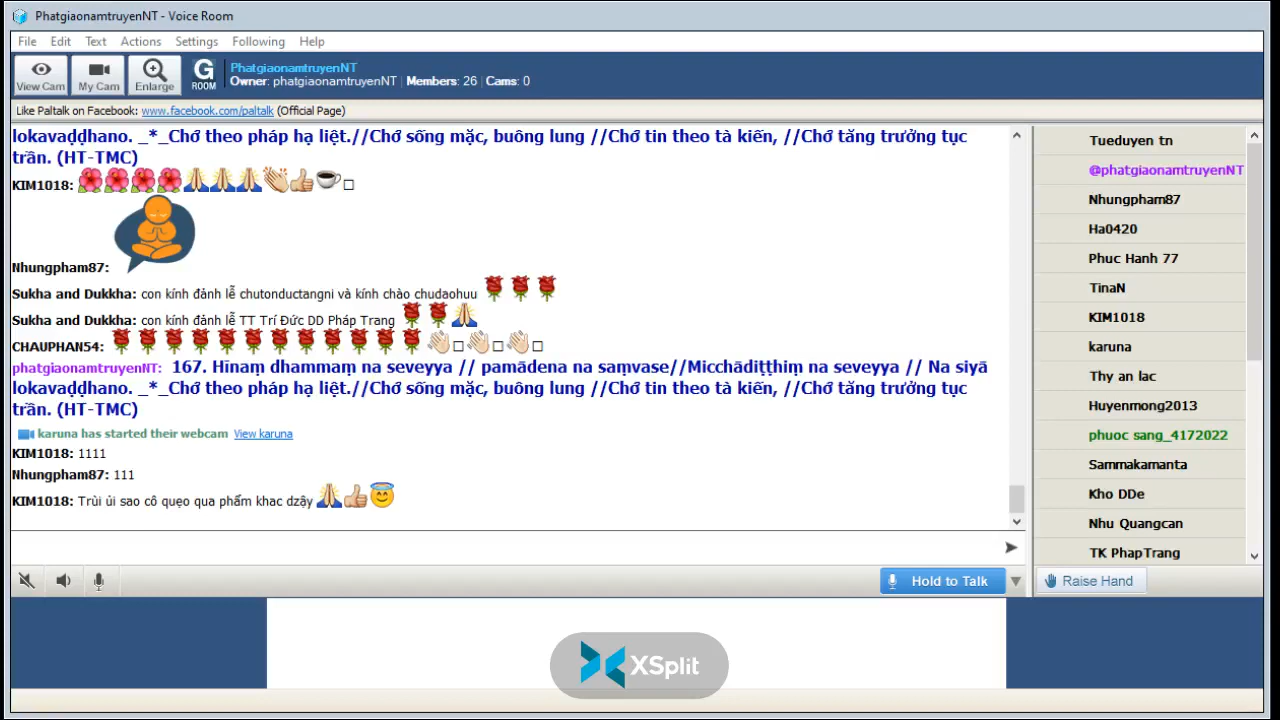 PhatgiaonamtruyenNT - Voice Room
File Edit Text Actions Settings Following Help
View Cam My Cam Enlarge G ROOM
PhatgiaonamtruyenNT
Owner: phatgiaonamtruyenNT | Members: 26 | Cams: 0
Like Paltalk on Facebook: www.facebook.com/paltalk (Official Page)
lokavaḍḍhano. _*_Chớ theo pháp hạ liệt.//Chớ sống mặc, buông lung //Chớ tin theo tà kiến, //Chớ tăng trưởng tục
trần. (HT-TMC)
KIM1018:
Nhungpham87:
Sukha and Dukkha: con kính đảnh lễ chutonductangni và kính chào chudaohuu
Sukha and Dukkha: con kính đảnh lễ TT Trí Đức DD Pháp Trang
CHAUPHAN54:
phatgiaonamtruyenNT: 167. Hīnaṃ dhammaṃ na seveyya // pamādena na saṃvase//Micchādiṭṭhiṃ na seveyya // Na siyā
lokavaḍḍhano. _*_Chớ theo pháp hạ liệt.//Chớ sống mặc, buông lung //Chớ tin theo tà kiến, //Chớ tăng trưởng tục
trần. (HT-TMC)
karuna has started their webcam View karuna
KIM1018: 1111
Nhungpham87: 111
KIM1018: Trùi ủi sao cô quẹo qua phẩm khac dzậy
Tueduyen tn
@phatgiaonamtruyenNT
Nhungpham87
Ha0420
Phuc Hanh 77
TinaN
KIM1018
karuna
Thy an lac
Huyenmong2013
phuoc sang_4172022
Sammakamanta
Kho DDe
Nhu Quangcan
TK PhapTrang
Hold to Talk
Raise Hand
XSplit